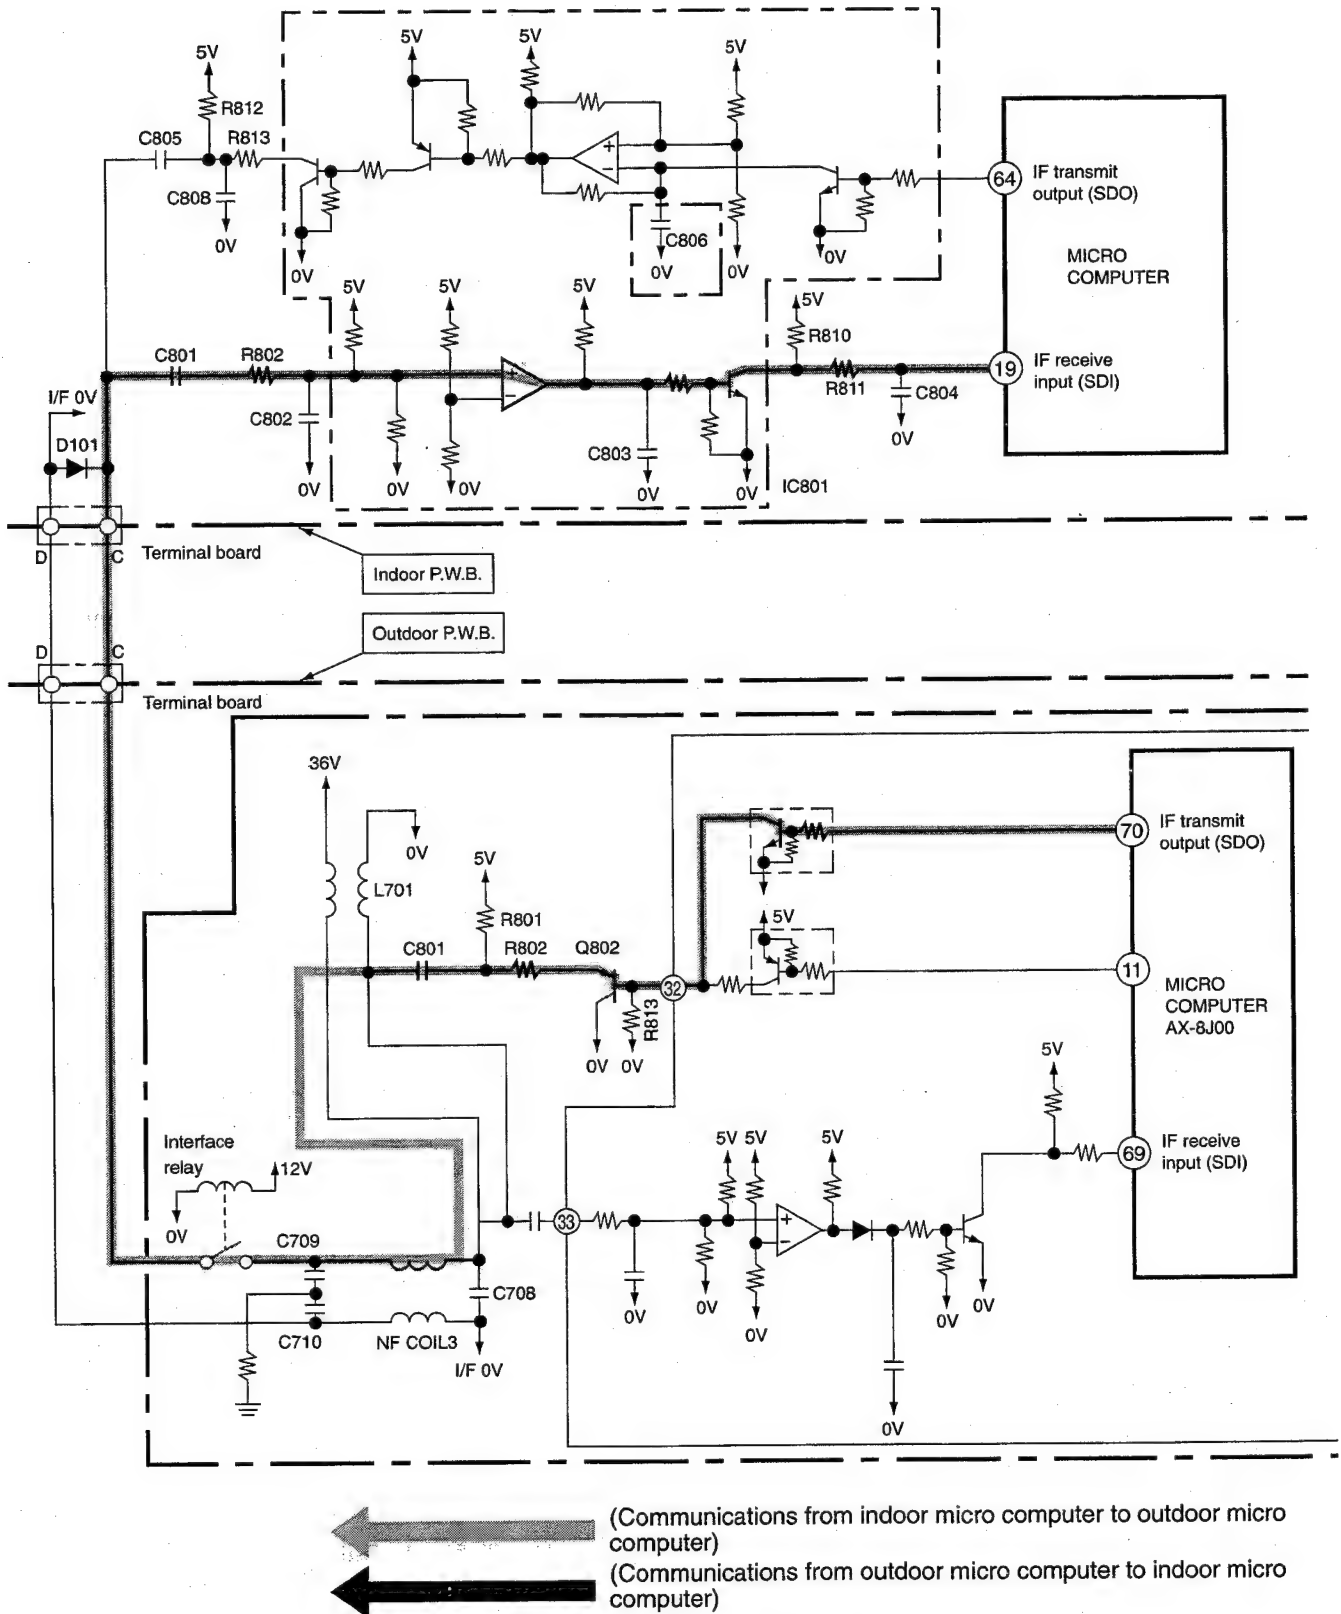 5V
5V
5V
5V
R812
C805
R813
C808
0V
0V
C806
0V
0V
0V
64
IF transmit
output (SDO)
MICRO
COMPUTER
5V
5V
5V
5V
C801
R802
R810
19
IF receive
input (SDI)
R811
C804
0V
I/F 0V
D101
C802
+
−
+
−
C803
IC801
0V
0V
0V
0V
0V
D
C
Terminal board
Indoor P.W.B.
Outdoor P.W.B.
D
C
Terminal board
36V
0V
L701
5V
R801
C801
R802
Q802
32
R813
0V
0V
70
IF transmit
output (SDO)
5V
11
MICRO
COMPUTER
AX-8J00
5V
69
IF receive
input (SDI)
Interface
relay
12V
0V
5V
5V
5V
33
+
−
C709
C708
C710
NF COIL3
I/F 0V
0V
0V
0V
0V
0V
0V
(Communications from indoor micro computer to outdoor micro
computer)
(Communications from outdoor micro computer to indoor micro
computer)